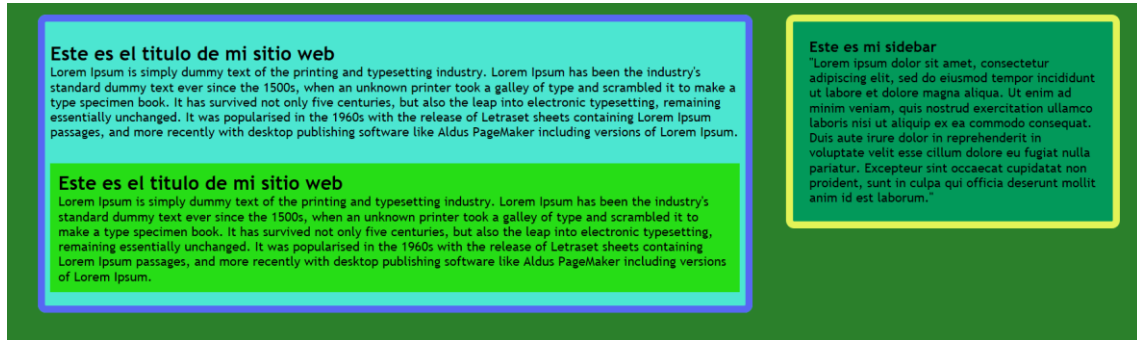 Este es el titulo de mi sitio web
Lorem Ipsum is simply dummy text of the printing and typesetting industry. Lorem Ipsum has been the industry's
standard dummy text ever since the 1500s, when an unknown printer took a galley of type and scrambled it to make a
type specimen book. It has survived not only five centuries, but also the leap into electronic typesetting, remaining
essentially unchanged. It was popularised in the 1960s with the release of Letraset sheets containing Lorem Ipsum
passages, and more recently with desktop publishing software like Aldus PageMaker including versions of Lorem Ipsum.
Este es el titulo de mi sitio web
Lorem Ipsum is simply dummy text of the printing and typesetting industry. Lorem Ipsum has been the industry's
standard dummy text ever since the 1500s, when an unknown printer took a galley of type and scrambled it to
make a type specimen book. It has survived not only five centuries, but also the leap into electronic typesetting,
remaining essentially unchanged. It was popularised in the 1960s with the release of Letraset sheets containing
Lorem Ipsum passages, and more recently with desktop publishing software like Aldus PageMaker including versions
of Lorem Ipsum.
Este es mi sidebar
"Lorem ipsum dolor sit amet, consectetur
adipiscing elit, sed do eiusmod tempor incididunt
ut labore et dolore magna aliqua. Ut enim ad
minim veniam, quis nostrud exercitation ullamco
laboris nisi ut aliquip ex ea commodo consequat.
Duis aute irure dolor in reprehenderit in
voluptate velit esse cillum dolore eu fugiat nulla
pariatur. Excepteur sint occaecat cupidatat non
proident, sunt in culpa qui officia deserunt mollit
anim id est laborum."